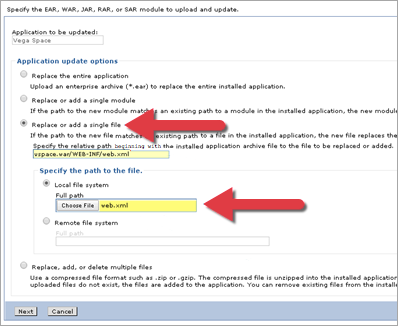 Specify the EAR, WAR, JAR, RAR, or SAR module to upload and update.
Application to be updated:
Vega Space
Application update options
Replace the entire application
Upload an enterprise archive (*.ear) to replace the entire installed application.
Replace or add a single module
If the path to the new module matches an existing path to a module in the installed application, the new modul
Replace or add a single file
If the path to the new file matches an existing path to a file in the installed application, the new file replaces the
Specify the relative path beginning with the installed application archive file to the file to be replaced or added.
vspace.war/WEB-INF/web.xml
Specify the path to the file.
Local file system
Full path
Choose File web.xml
Remote file system
Full path
Replace, add, or delete multiple files
Use a compressed file format such as .zip or .gzip. The compressed file is unzipped into the installed application
uploaded files do not exist, the files are added to the application. You can remove existing files from the installed
Next Cancel